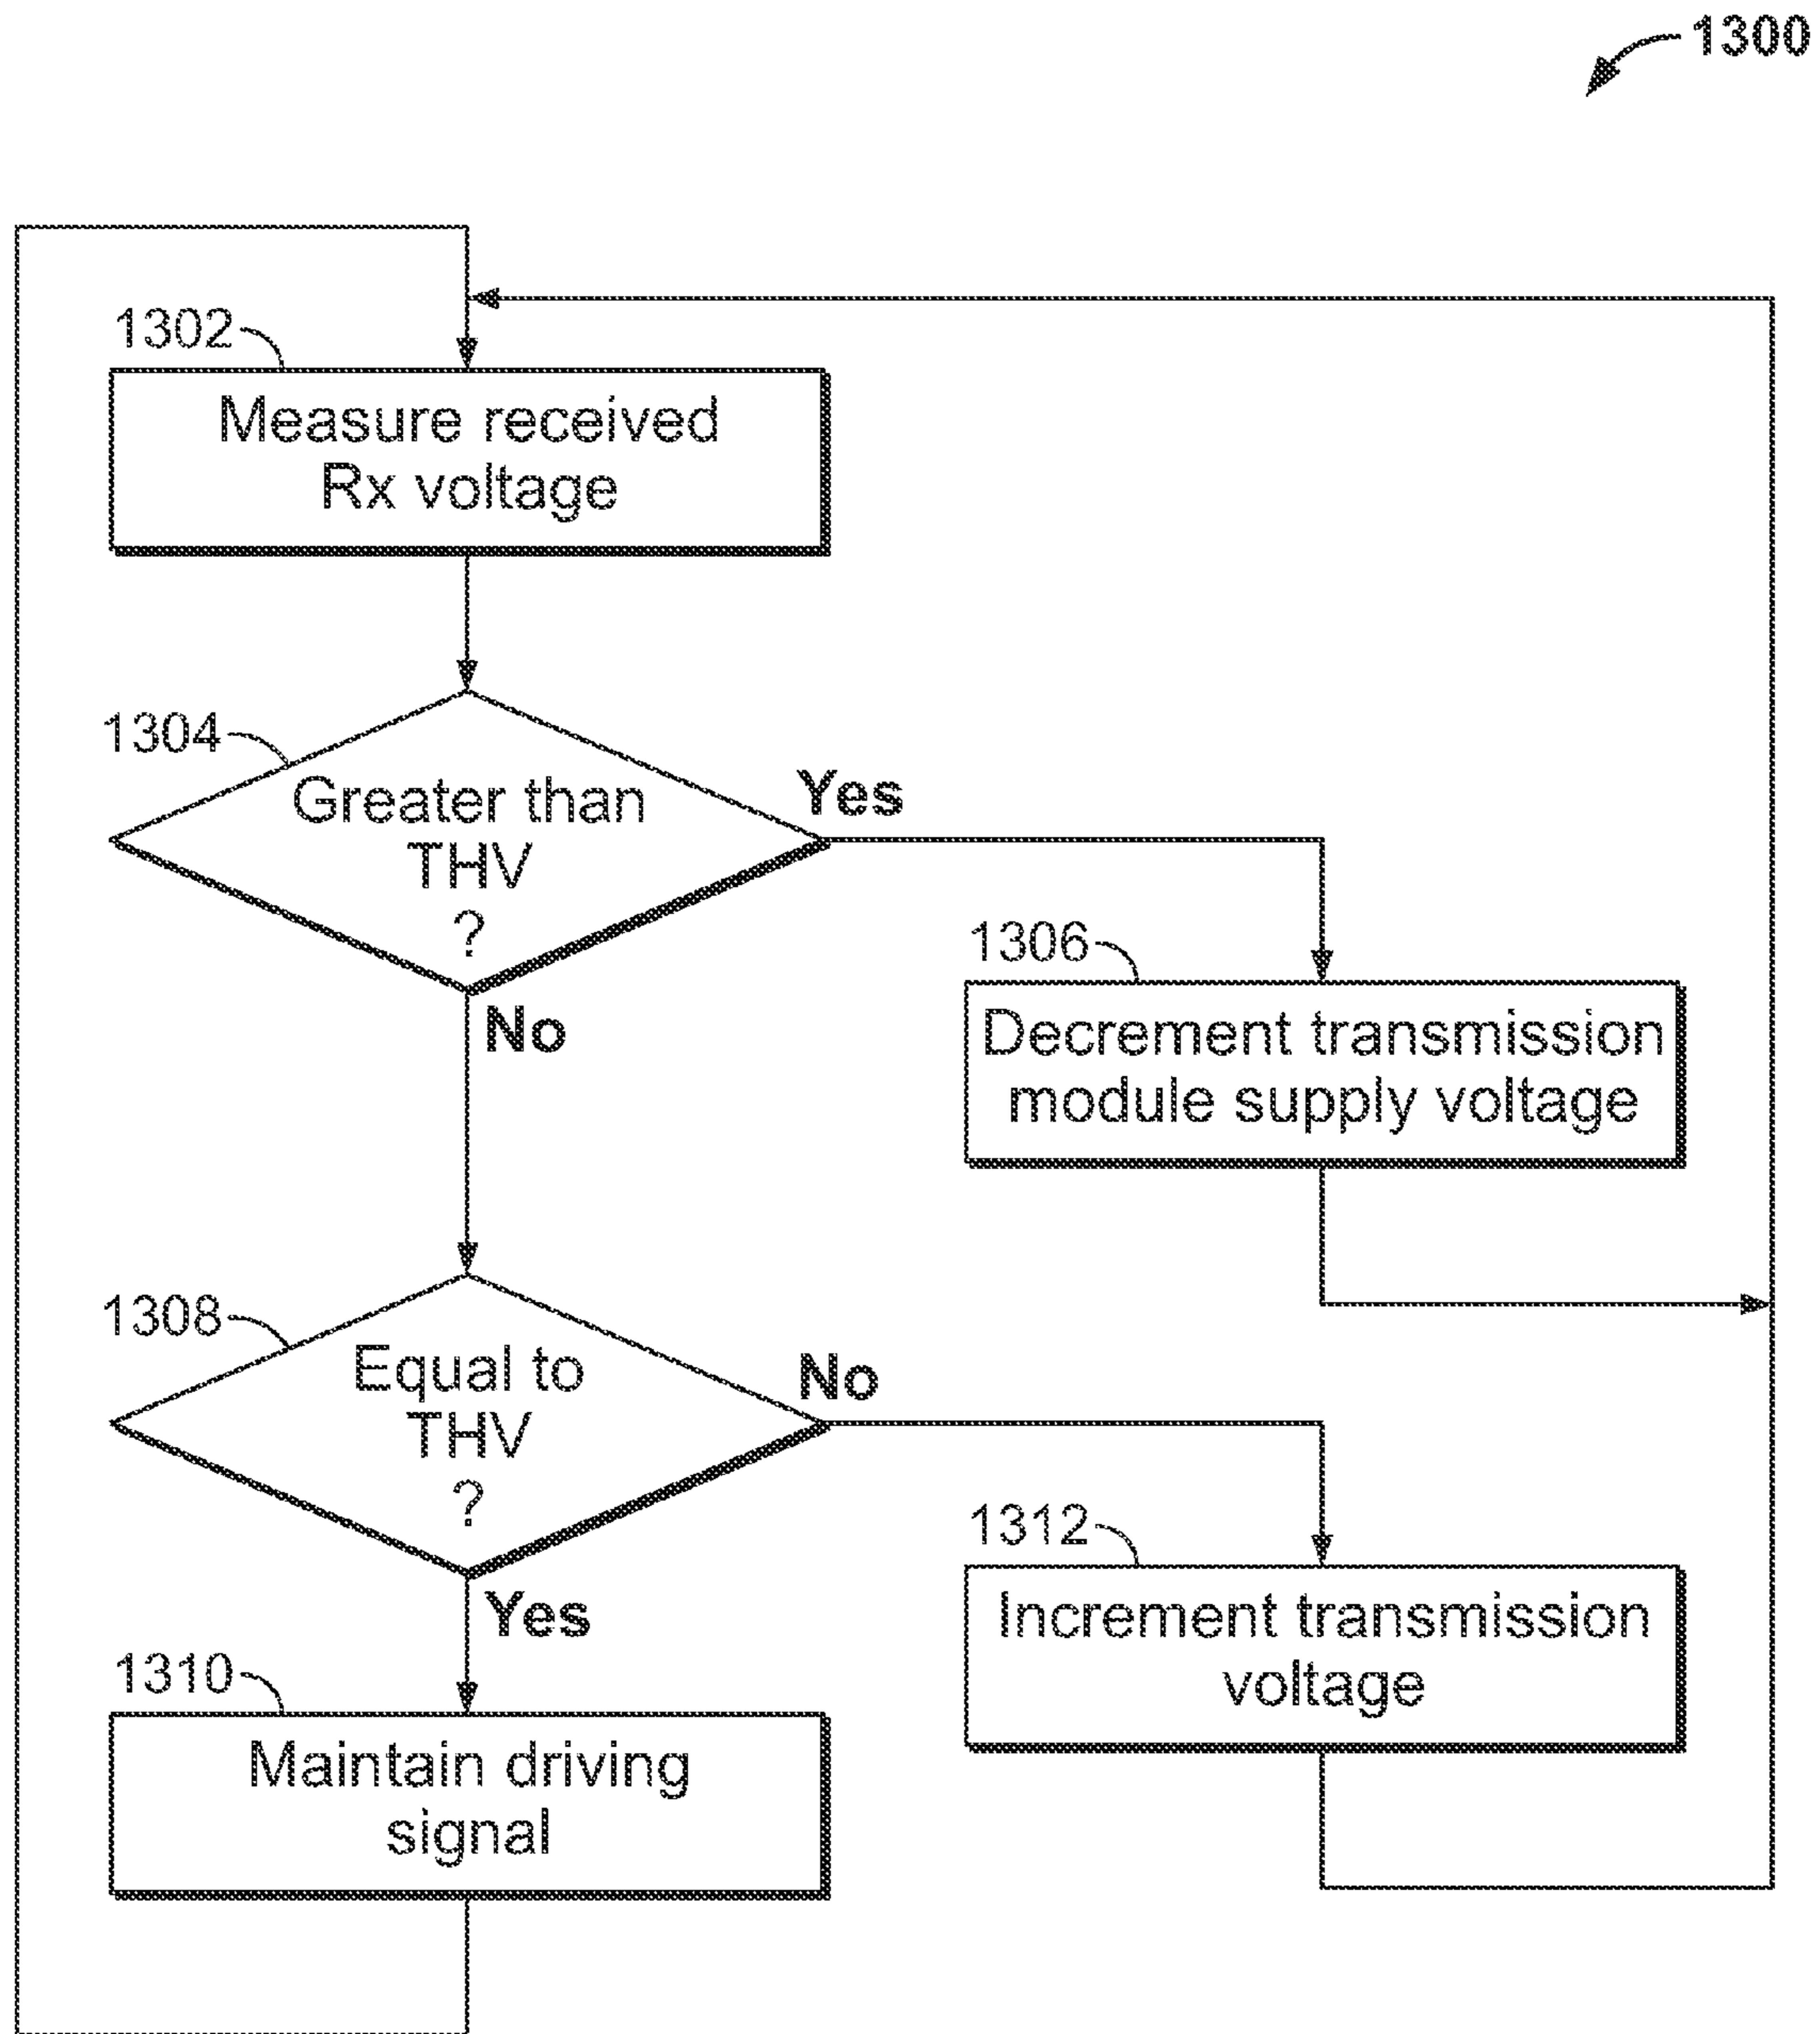 1300
1302
Measure received
Rx voltage
1304
Greater than
THV
?
Yes
No
1306
Decrement transmission
module supply voltage
1308
Equal to
THV
?
No
Yes
1312
Increment transmission
voltage
1310
Maintain driving
signal